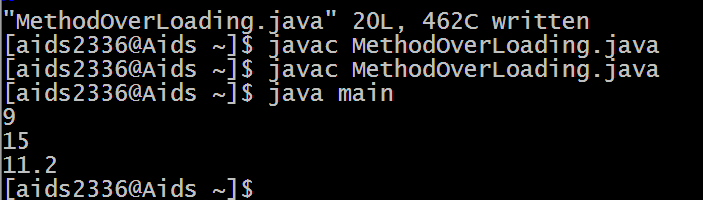 "MethodOverLoading.java" 20L, 462C written
[aids2336@Aids ~]$ javac MethodOverLoading.java
[aids2336@Aids ~]$ javac MethodOverLoading.java
[aids2336@Aids ~]$ java main
9
15
11.2
[aids2336@Aids ~]$